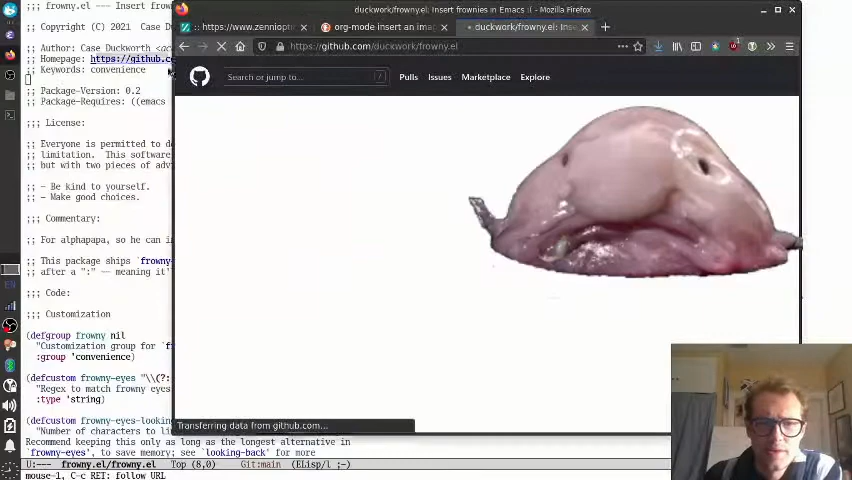 ;; frowny.el --- Insert frownies
;; Copyright (C) 2021 Case Du
;; Author: Case Duckworth <ac
;; Homepage: https://github.c
;; Keywords: convenience
;; Package-Version: 0.2
;; Package-Requires: ((emacs
;;; License:
;; Everyone is permitted to d
;; limitation. This software
;; but with two pieces of adv
;; - Be kind to yourself.
;; - Make good choices.
;;; Commentary:
;; For alphapapa, so he can i
;; This package ships `frowny-
;; after a ":" -- meaning it'
;;; Code:
;;; Customization
(defgroup frowny nil
"Customization group for `f
:group 'convenience)
(defcustom frowny-eyes "\\(?:
"Regex to match frowny eyes
:type 'string)
(defcustom frowny-eyes-looking
"Number of characters to li
Recommend keeping this only as long as the longest alternative in
`frowny-eyes', to save memory; see `looking-back' for more
U:--- frowny.el/frowny.el Top (8,0) Git:main (ELisp/l ;-)
mouse-1, C-c RET: follow URL
duckwork/frowny.el: Insert frownies in Emacs :( - Mozilla Firefox
:: https://www.zenniopti
org-mode insert an imag
duckwork/frowny.el: Inse
https://github.com/duckwork/frowny.el
Search or jump to...
/
Pulls Issues Marketplace Explore
Transferring data from github.com...